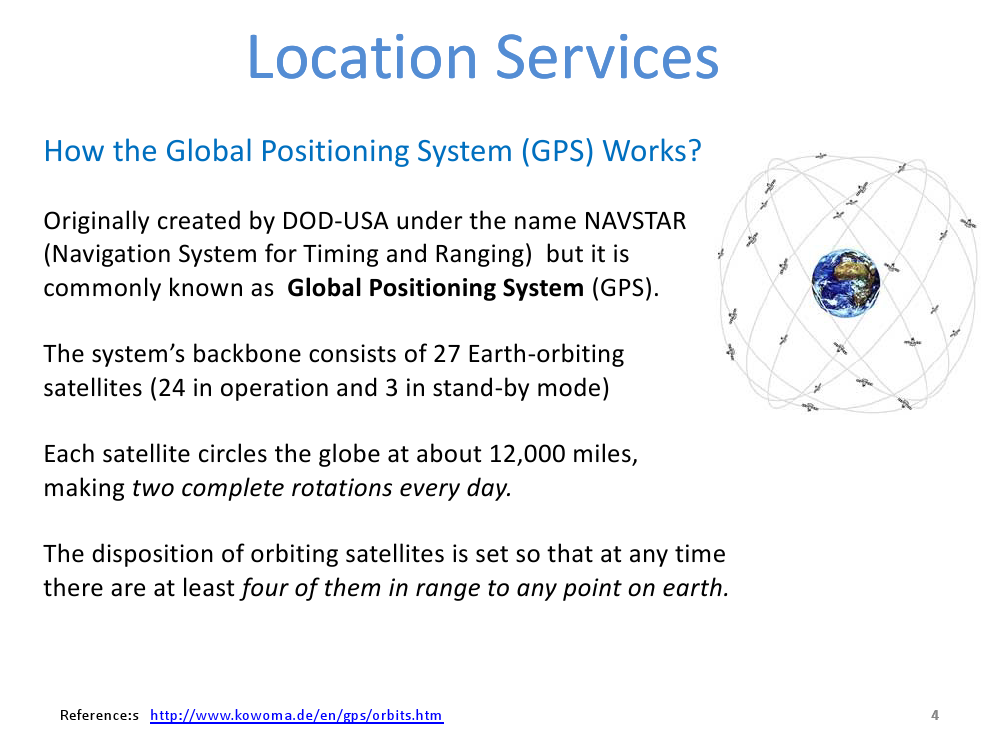 Location Services
How the Global Positioning System (GPS) Works?
Originally created by DOD-USA under the name NAVSTAR
(Navigation System for Timing and Ranging)  but it is
commonly known as  Global Positioning System (GPS).
The system’s backbone consists of 27 Earth-orbiting
satellites (24 in operation and 3 in stand-by mode)
Each satellite circles the globe at about 12,000 miles,
making two complete rotations every day.
The disposition of orbiting satellites is set so that at any time
there are at least four of them in range to any point on earth.
Reference:s   http://www.kowoma.de/en/gps/orbits.htm
4